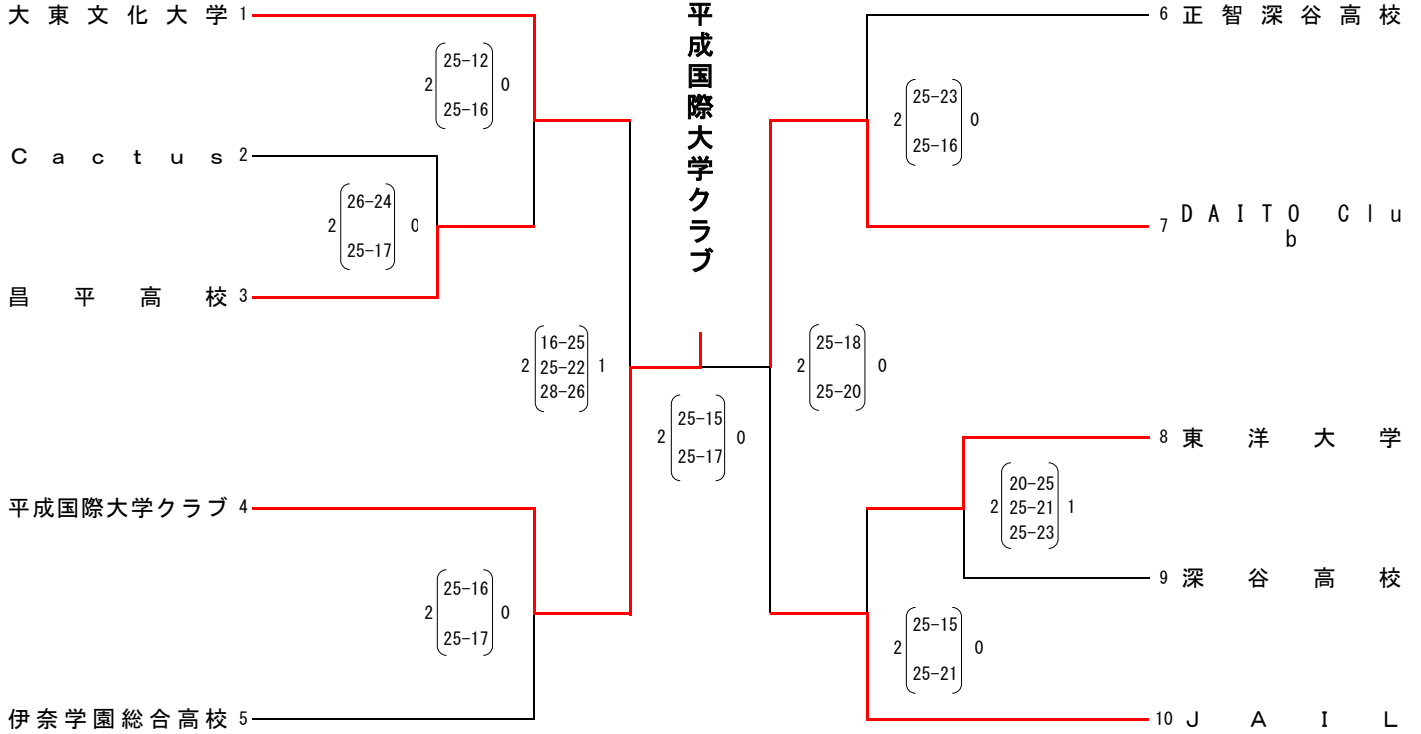 平成国際大学クラブ
大東文化大学 1
2 25-12 0
25-16
Cactus 2
2 26-24 0
25-17
昌平高校 3
16-25
2 25-22 1
28-26
平成国際大学クラブ 4
2 25-16 0
25-17
伊奈学園総合高校 5
2 25-15 0
25-17
6 正智深谷高校
2 25-23 0
25-16
7 DAITO Clu
b
2 25-18 0
25-20
8 東洋大学
20-25
2 25-21 1
25-23
9 深谷高校
2 25-15 0
25-21
10 JAIL